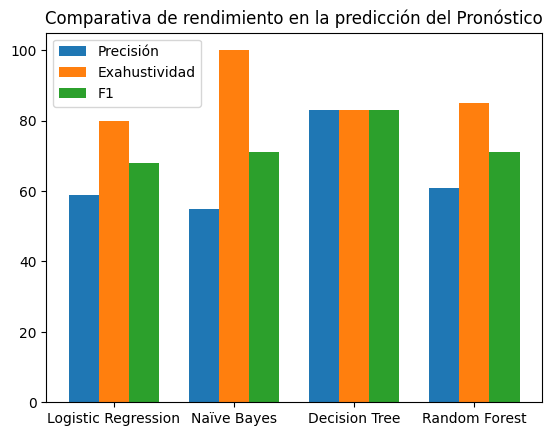 Comparativa de rendimiento en la predicción del Pronóstico
100
80
60
40
20
0
Precisión
Exahustividad
F1
Logistic Regression
Naïve Bayes
Decision Tree
Random Forest